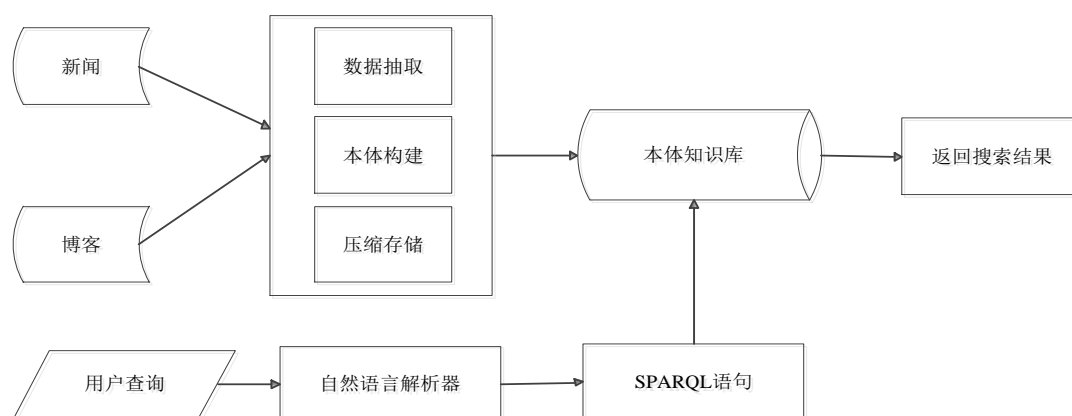 新闻
数据抽取
本体构建
本体知识库
返回搜索结果
博客
压缩存储
用户查询
自然语言解析器
SPARQL语句